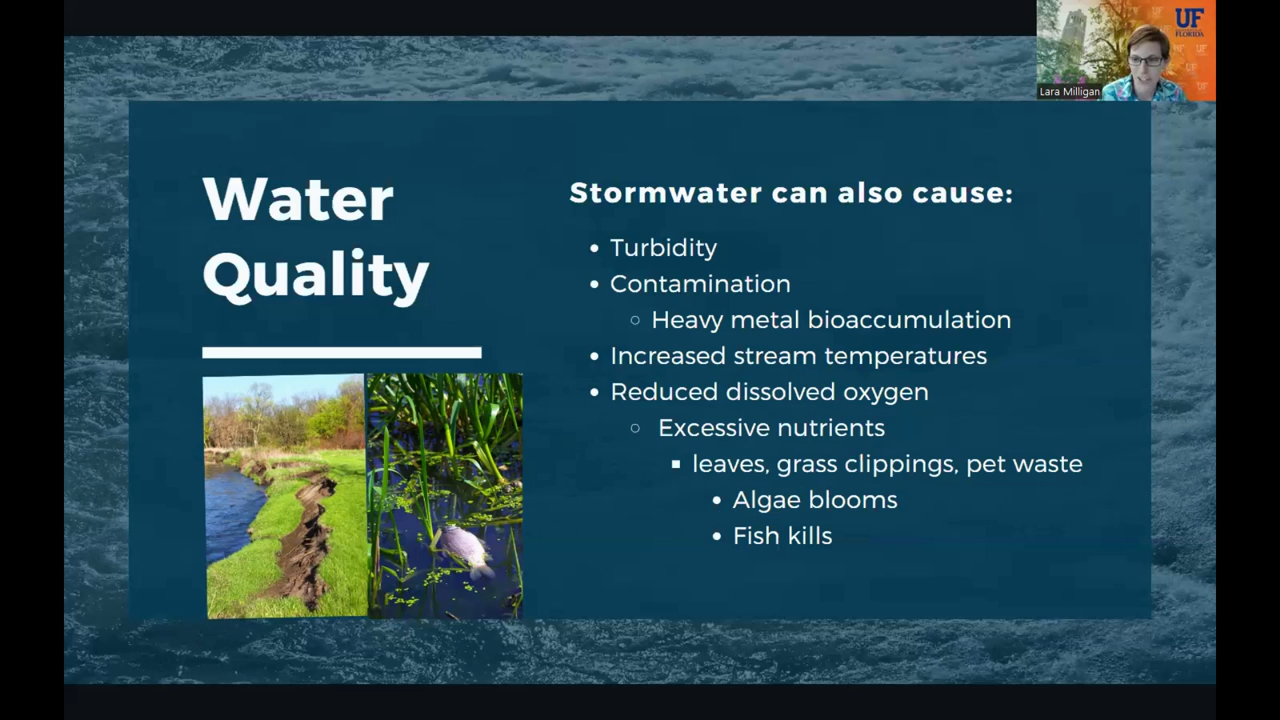 UF
FLORIDA
Lara Milligan
Water
Quality
Stormwater can also cause:
• Turbidity
• Contamination
○ Heavy metal bioaccumulation
• Increased stream temperatures
• Reduced dissolved oxygen
○ Excessive nutrients
▪ leaves, grass clippings, pet waste
• Algae blooms
• Fish kills